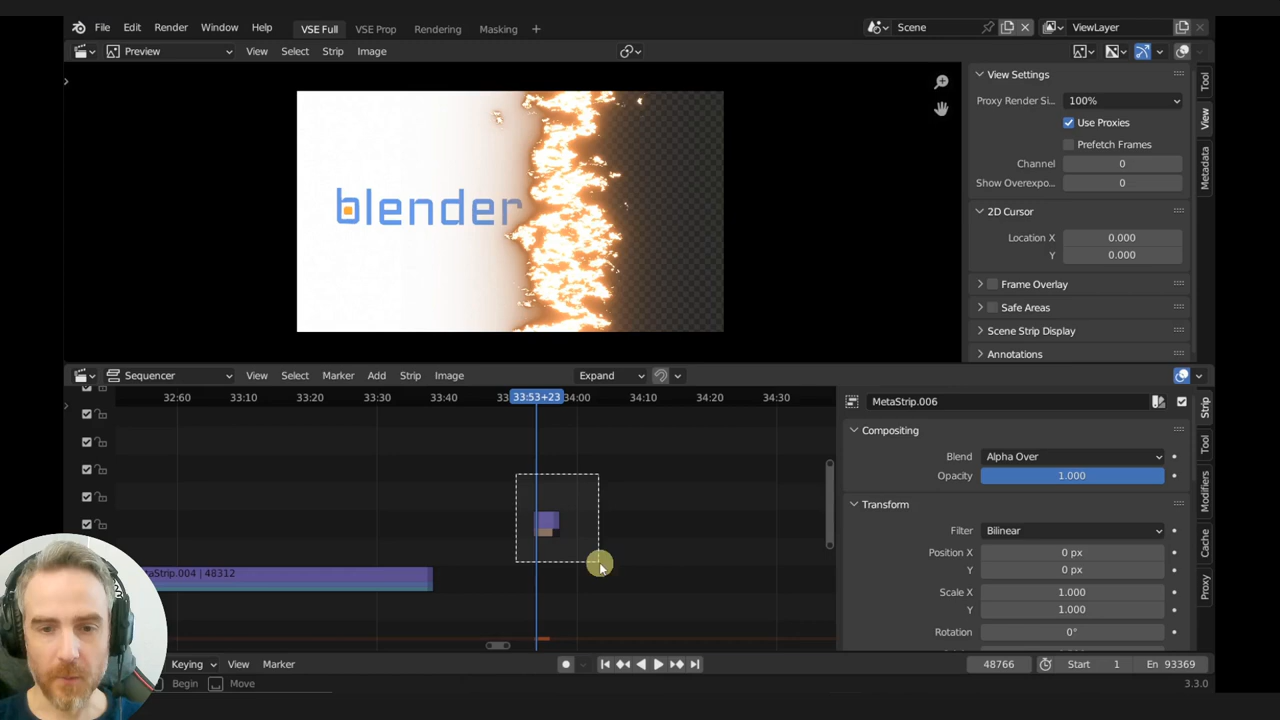 File Edit Render Window Help VSE Full VSE Prop Rendering Masking + Scene ViewLayer
Preview View Select Strip Image
blender
View Settings
Proxy Render Si... 100%
Use Proxies
Prefetch Frames
Channel 0
Show Overexpo... 0
2D Cursor
Location X 0.000
Y 0.000
Frame Overlay
Safe Areas
Scene Strip Display
Annotations
Tool
View
Metadata
Sequencer View Select Marker Add Strip Image Expand
32:60 33:10 33:20 33:30 33:40 33:53+23 34:00 34:10 34:20 34:30
taStrip.004 | 48312
MetaStrip.006
Compositing
Blend Alpha Over
Opacity 1.000
Transform
Filter Bilinear
Position X 0 px
Y 0 px
Scale X 1.000
Y 1.000
Rotation 0°
Strip
Tool
Modifiers
Cache
Proxy
Keying View Marker 48766 Start 1 En 93369
Begin Move 3.3.0